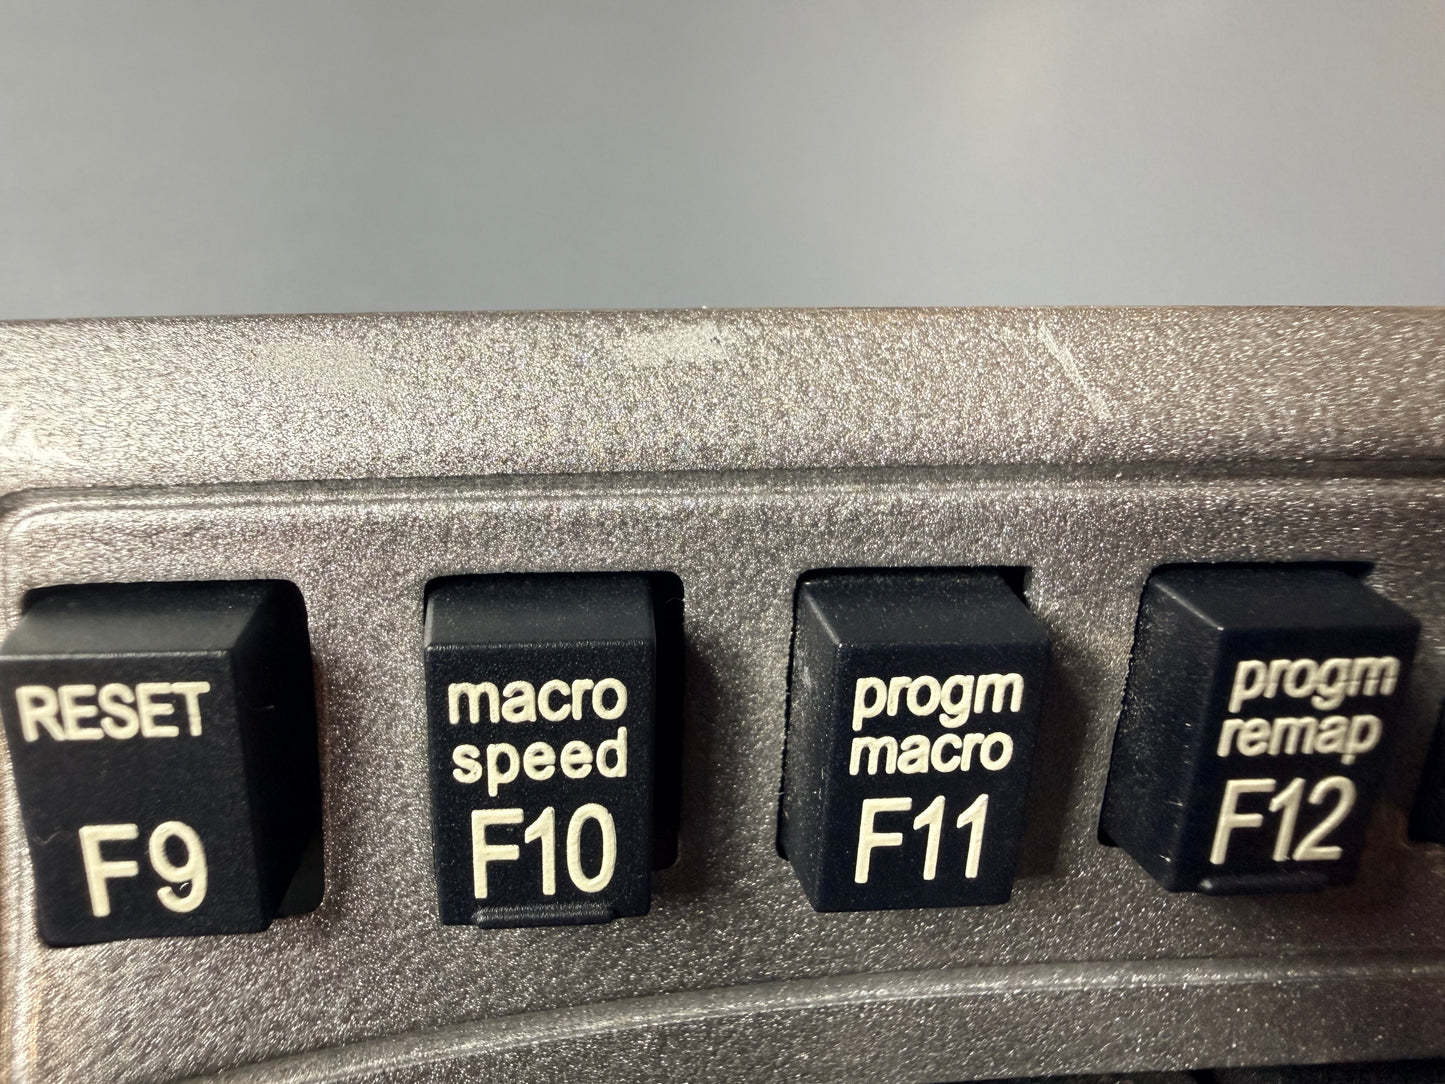 RESET
F9
macro
speed
F10
progm
macro
F11
progm
remap
F12